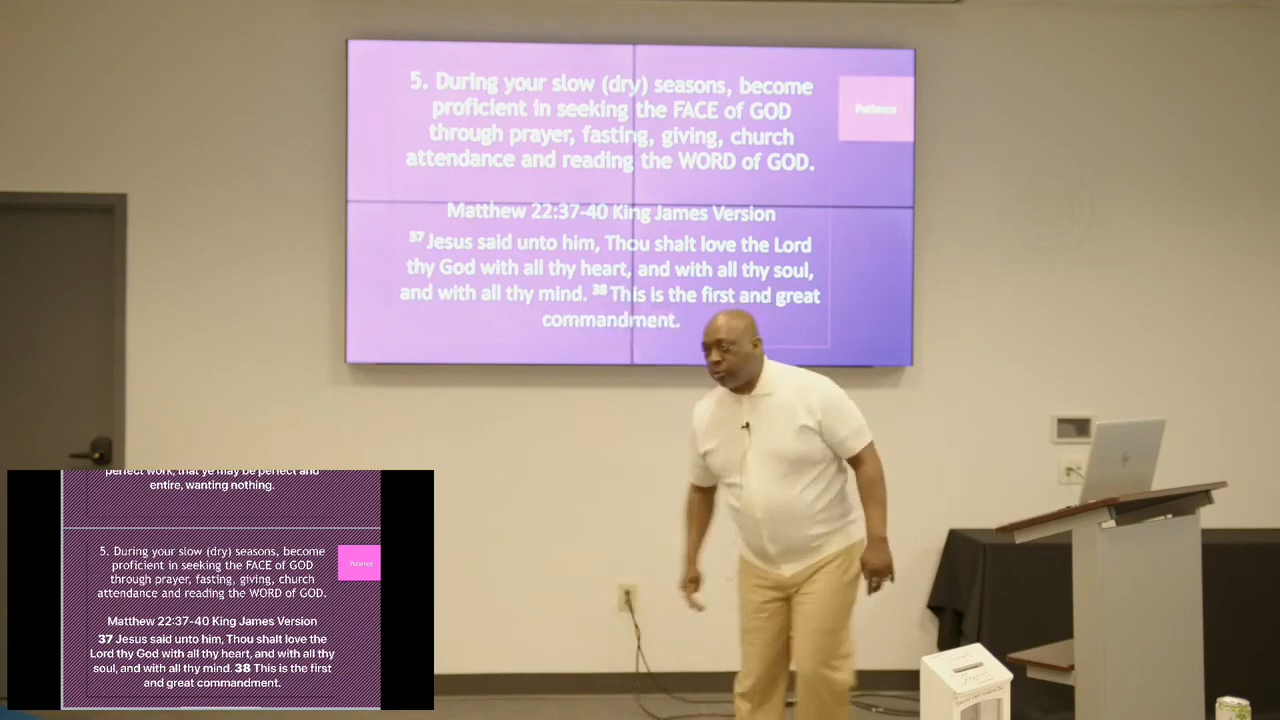 5. During your slow (dry) seasons, become
proficient in seeking the FACE of GOD
through prayer, fasting, giving, church
attendance and reading the WORD of GOD.
Patience
Matthew 22:37-40 King James Version
37 Jesus said unto him, Thou shalt love the Lord
thy God with all thy heart, and with all thy soul,
and with all thy mind. 38 This is the first and great
commandment.
perfect work, that ye may be perfect and
entire, wanting nothing.
5. During your slow (dry) seasons, become
proficient in seeking the FACE of GOD
through prayer, fasting, giving, church
attendance and reading the WORD of GOD.
Patience
Matthew 22:37-40 King James Version
37 Jesus said unto him, Thou shalt love the
Lord thy God with all thy heart, and with all thy
soul, and with all thy mind. 38 This is the first
and great commandment.
hp